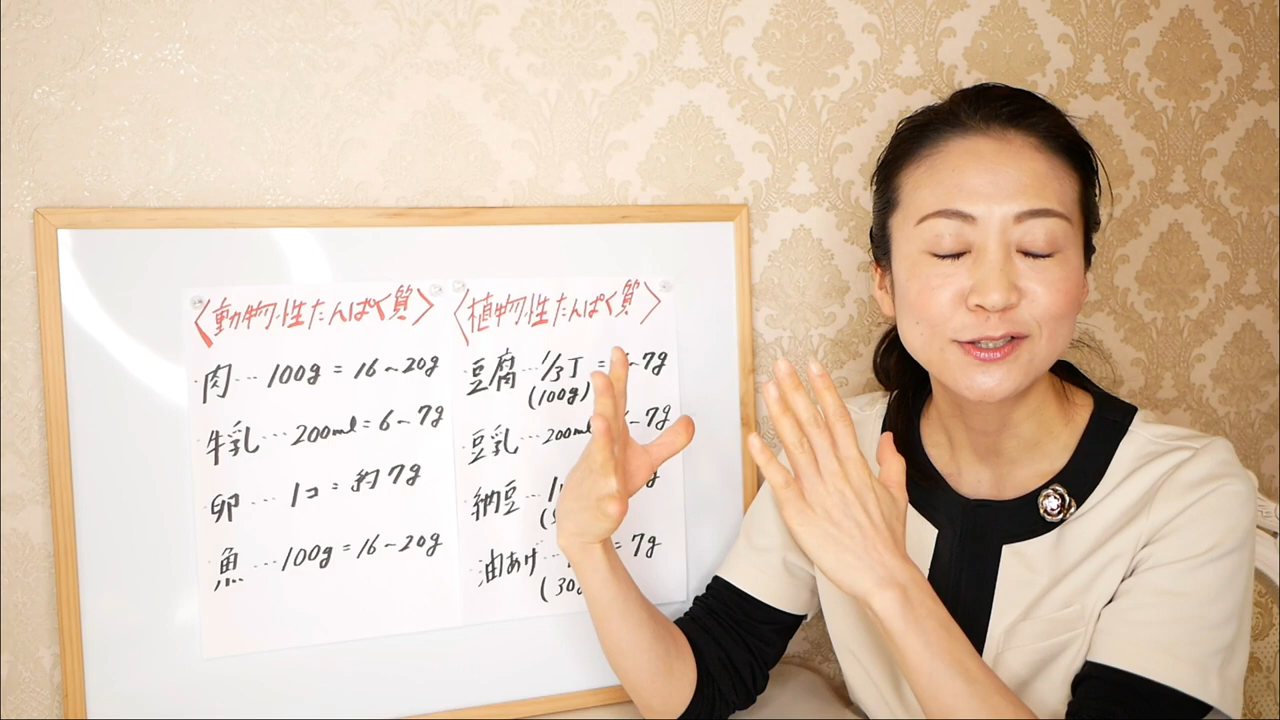 〈動物性たんぱく質〉
肉…100g=16~20g
牛乳…200ml=6~7g
卵…1コ=約7g
魚…100g=16~20g
〈植物性たんぱく質〉
豆腐…1/3丁= ~7g
(100g)
豆乳…200ml ~7g
納豆…1 g
油あげ… =7g
(30